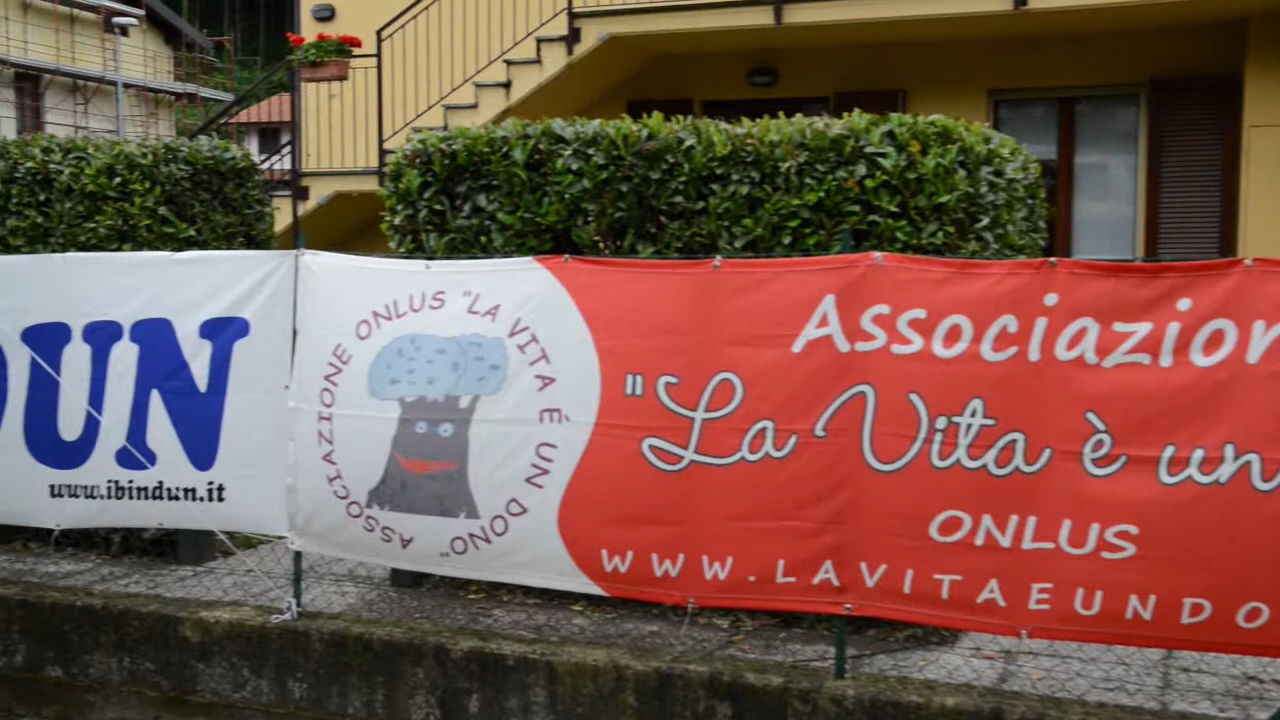 DUN
www.ibindun.it
ASSOCIAZIONE ONLUS "LA VITA É UN DONO"
Associazion
"La Vita è un
ONLUS
WWW.LAVITAEUNDO